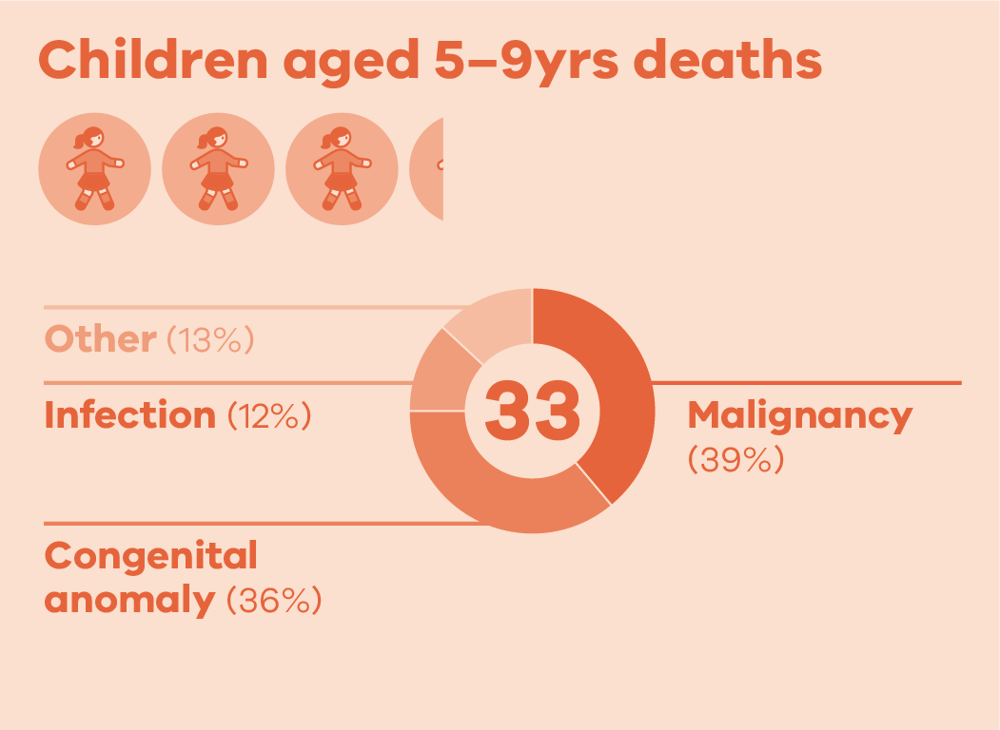 Children aged 5–9yrs deaths
Other (13%)
Infection (12%)
33
Malignancy
(39%)
Congenital
anomaly (36%)